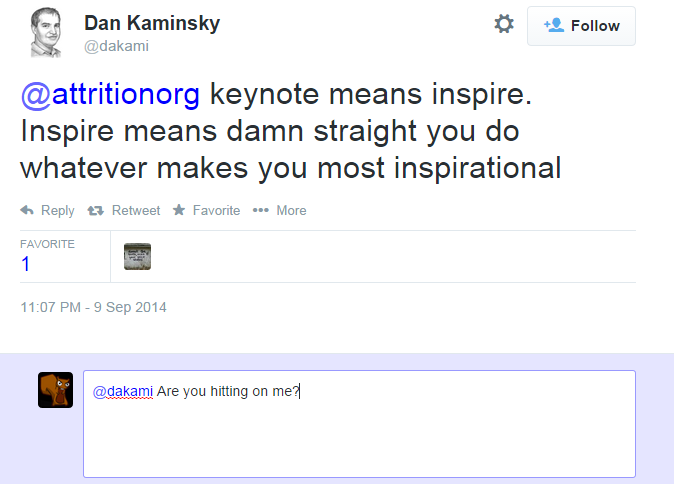 Dan Kaminsky
@dakami
Follow
@attritionorg keynote means inspire.
Inspire means damn straight you do
whatever makes you most inspirational
Reply Retweet Favorite More
FAVORITE
1
11:07 PM - 9 Sep 2014
@dakami Are you hitting on me?